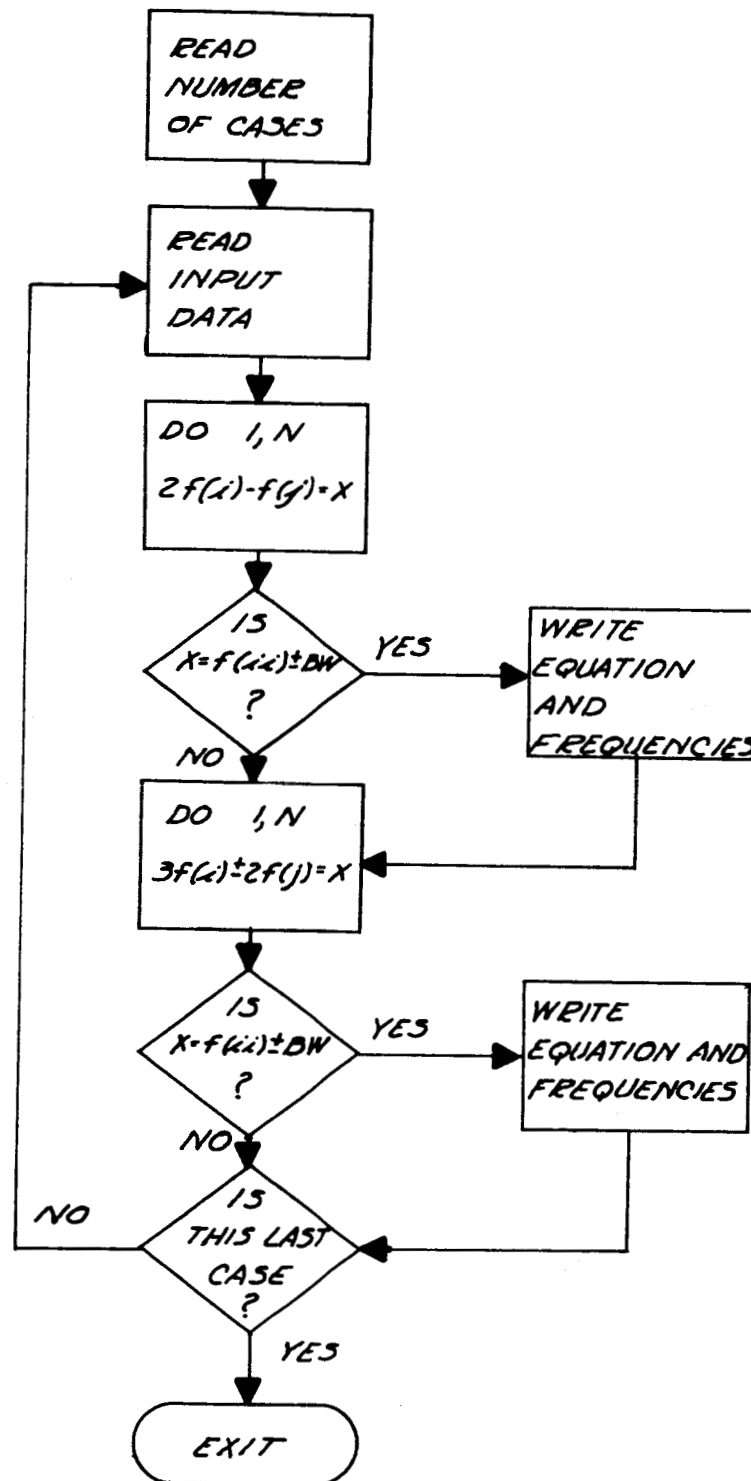 READ
NUMBER
OF CASES
READ
INPUT
DATA
DO 1, N
2f(i)-f(j)=X
IS
X=f(ii)±BW
?
YES
WRITE
EQUATION
AND
FREQUENCIES
NO
DO 1, N
3f(i)±2f(j)=X
IS
X=f(ii)±BW
?
YES
WRITE
EQUATION AND
FREQUENCIES
NO
IS
THIS LAST
CASE
?
NO
YES
EXIT